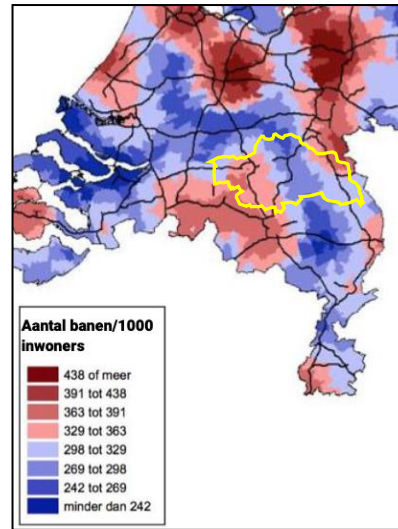 Aantal banen/1000
inwoners
438 of meer
391 tot 438
363 tot 391
329 tot 363
298 tot 329
269 tot 298
242 tot 269
minder dan 242